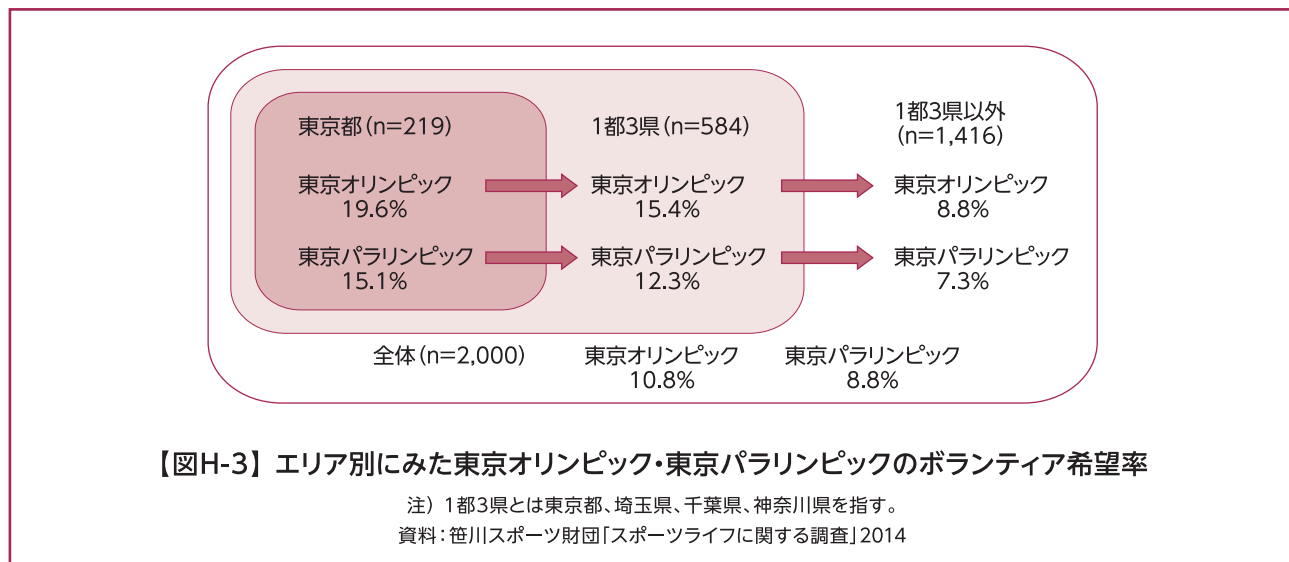 東京都(n=219)
東京オリンピック
19.6%
東京パラリンピック
15.1%
1都3県(n=584)
東京オリンピック
15.4%
東京パラリンピック
12.3%
1都3県以外
(n=1,416)
東京オリンピック
8.8%
東京パラリンピック
7.3%
全体(n=2,000)
東京オリンピック
10.8%
東京パラリンピック
8.8%
【図H-3】エリア別にみた東京オリンピック・東京パラリンピックのボランティア希望率
注）1都3県とは東京都、埼玉県、千葉県、神奈川県を指す。
資料：笹川スポーツ財団「スポーツライフに関する調査」2014